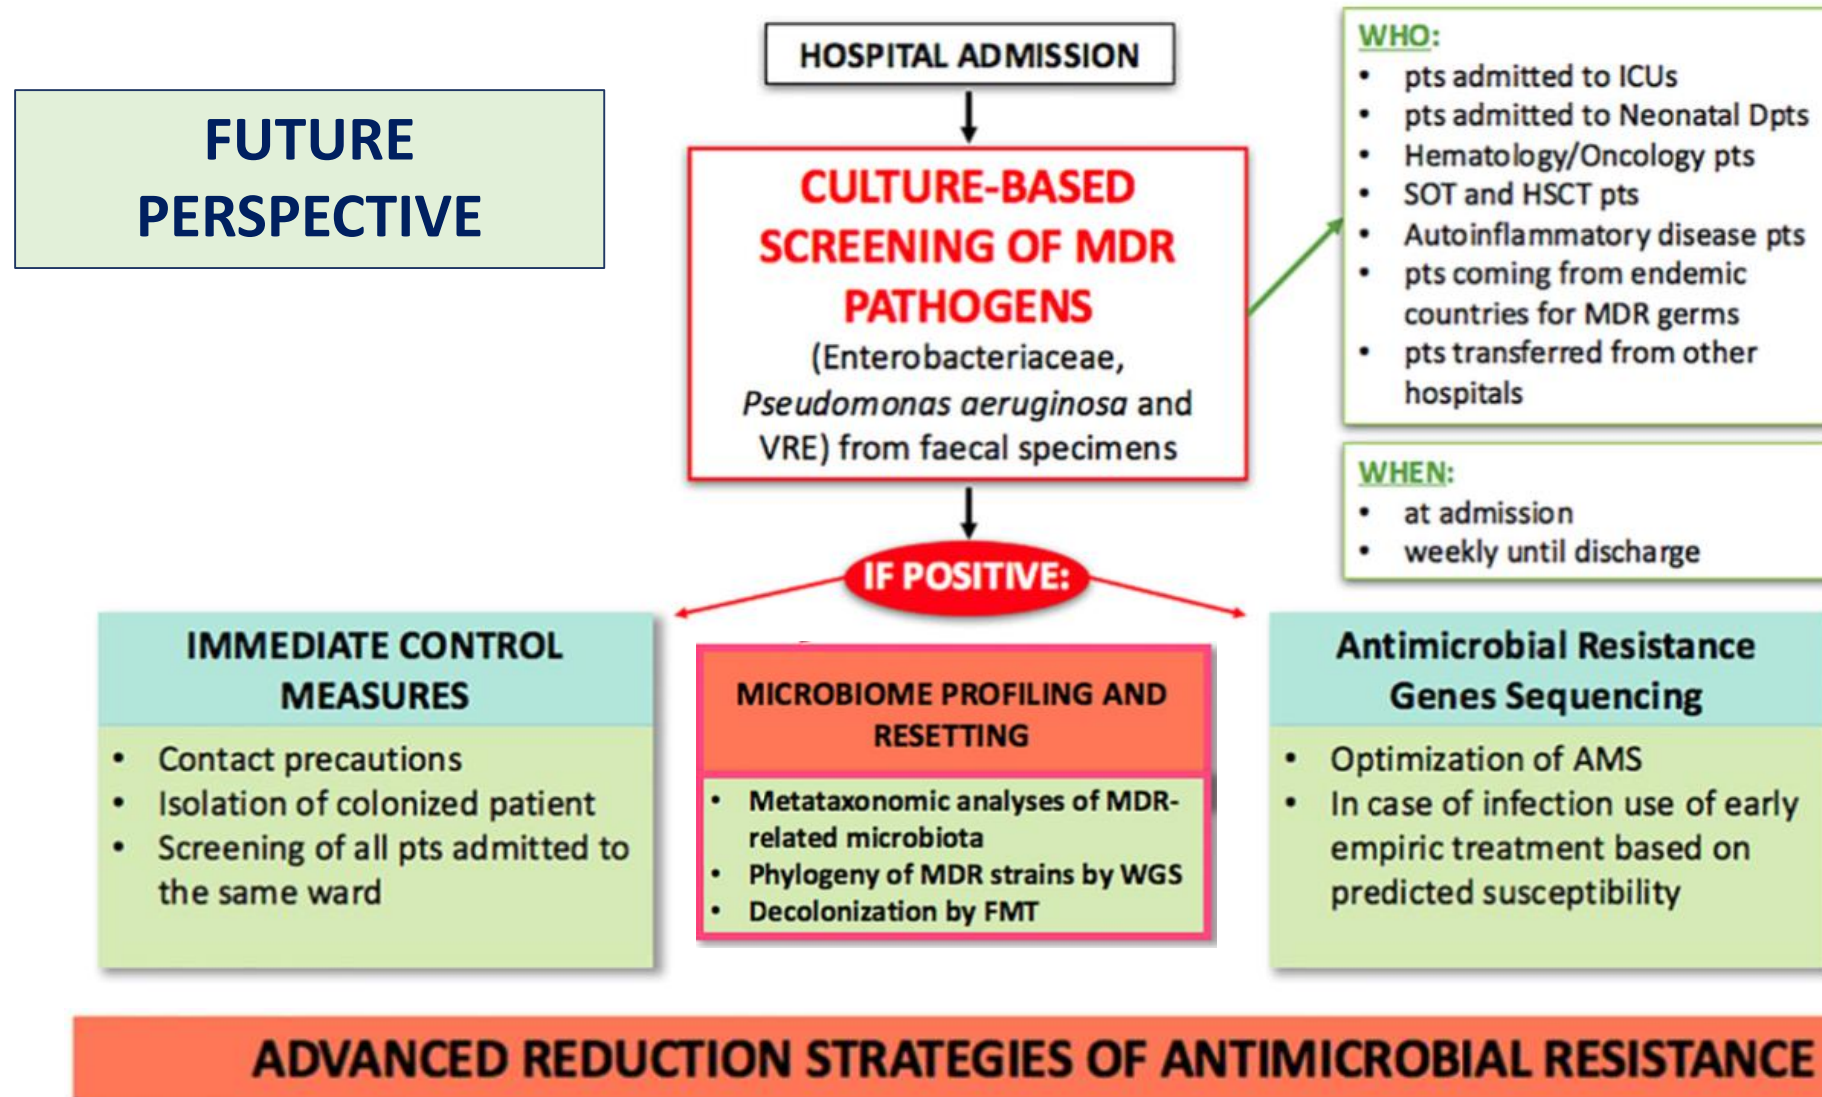 FUTURE
PERSPECTIVE
HOSPITAL ADMISSION
CULTURE-BASED
SCREENING OF MDR
PATHOGENS
(Enterobacteriaceae,
Pseudomonas aeruginosa and
VRE) from faecal specimens
WHO:
• pts admitted to ICUs
• pts admitted to Neonatal Dpts
• Hematology/Oncology pts
• SOT and HSCT pts
• Autoinflammatory disease pts
• pts coming from endemic
countries for MDR germs
• pts transferred from other
hospitals
WHEN:
• at admission
• weekly until discharge
IF POSITIVE:
IMMEDIATE CONTROL
MEASURES
• Contact precautions
• Isolation of colonized patient
• Screening of all pts admitted to
the same ward
MICROBIOME PROFILING AND
RESETTING
• Metataxonomic analyses of MDR-
related microbiota
• Phylogeny of MDR strains by WGS
• Decolonization by FMT
Antimicrobial Resistance
Genes Sequencing
• Optimization of AMS
• In case of infection use of early
empiric treatment based on
predicted susceptibility
ADVANCED REDUCTION STRATEGIES OF ANTIMICROBIAL RESISTANCE